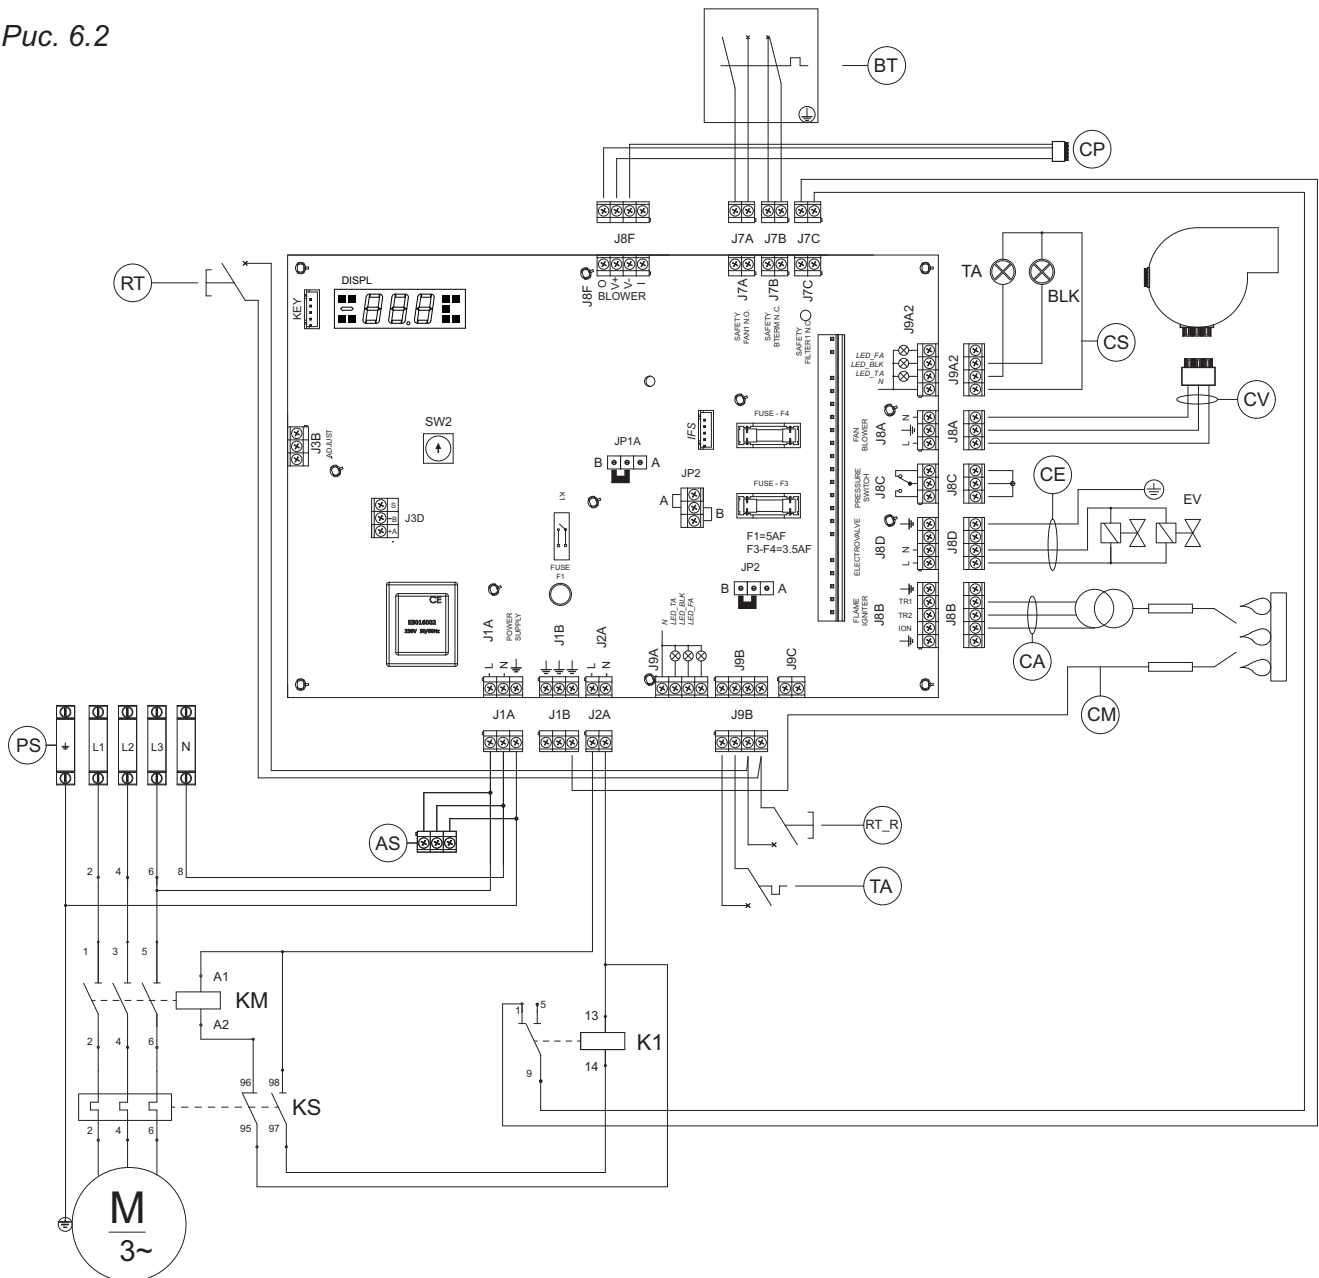 Рис. 6.2
BT
CP
J8F
J7A
J7B
J7C
RT
KEY
DISPL
J8F
O
V+
V-
I
BLOWER
J7A
J7B
J7C
SAFETY
FAN1 N.O.
SAFETY
BTERM N.C.
SAFETY
FILTER1 N.C.
TA
BLK
CS
J9A2
LED_FA
LED_BLK
LED_TA
N
J9A2
CV
J3B
ADJUST
SW2
JP1A
B
A
IFS
FUSE - F4
JP2
A
B
FUSE - F3
F1=5AF
F3-F4=3.5AF
JP2
B
A
N
L
FAN
BLOWER
J8A
J8A
PRESSURE
SWITCH
J8C
J8C
CE
EV
N
L
ELECTROVALVE
J8D
J8D
TR1
TR2
ION
FLAME
IGNITER
J8B
J8B
CA
CM
S
-B
+A
J3D
K1
FUSE
F1
CE
EB016002
230V 50/60Hz
J1A
POWER
SUPPLY
J1B
J2A
L
N
L
N
J9A
N
LED_TA
LED_BLK
LED_FA
J9B
J9C
J1A
J1B
J2A
J9B
PS
L1
L2
L3
N
AS
RT_R
TA
2
4
6
8
1
3
5
A1
KM
A2
2
4
6
1
5
13
K1
14
9
96
98
KS
95
97
2
4
6
M
3~